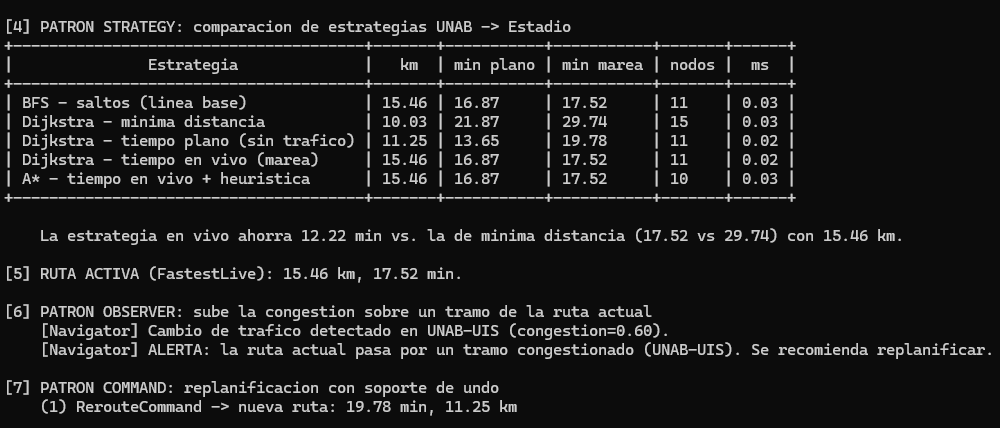 [4] PATRON STRATEGY: comparacion de estrategias UNAB -> Estadio
+---------------------------------------+-------+-----------+-----------+-------+------+
| Estrategia | km | min plano | min marea | nodos | ms |
+---------------------------------------+-------+-----------+-----------+-------+------+
| BFS - saltos (linea base) | 15.46 | 16.87 | 17.52 | 11 | 0.03 |
| Dijkstra - minima distancia | 10.03 | 21.87 | 29.74 | 15 | 0.03 |
| Dijkstra - tiempo plano (sin trafico) | 11.25 | 13.65 | 19.78 | 11 | 0.02 |
| Dijkstra - tiempo en vivo (marea) | 15.46 | 16.87 | 17.52 | 11 | 0.02 |
| A* - tiempo en vivo + heuristica | 15.46 | 16.87 | 17.52 | 10 | 0.03 |
+---------------------------------------+-------+-----------+-----------+-------+------+
La estrategia en vivo ahorra 12.22 min vs. la de minima distancia (17.52 vs 29.74) con 15.46 km.
[5] RUTA ACTIVA (FastestLive): 15.46 km, 17.52 min.
[6] PATRON OBSERVER: sube la congestion sobre un tramo de la ruta actual
[Navigator] Cambio de trafico detectado en UNAB-UIS (congestion=0.60).
[Navigator] ALERTA: la ruta actual pasa por un tramo congestionado (UNAB-UIS). Se recomienda replanificar.
[7] PATRON COMMAND: replanificacion con soporte de undo
(1) RerouteCommand -> nueva ruta: 19.78 min, 11.25 km